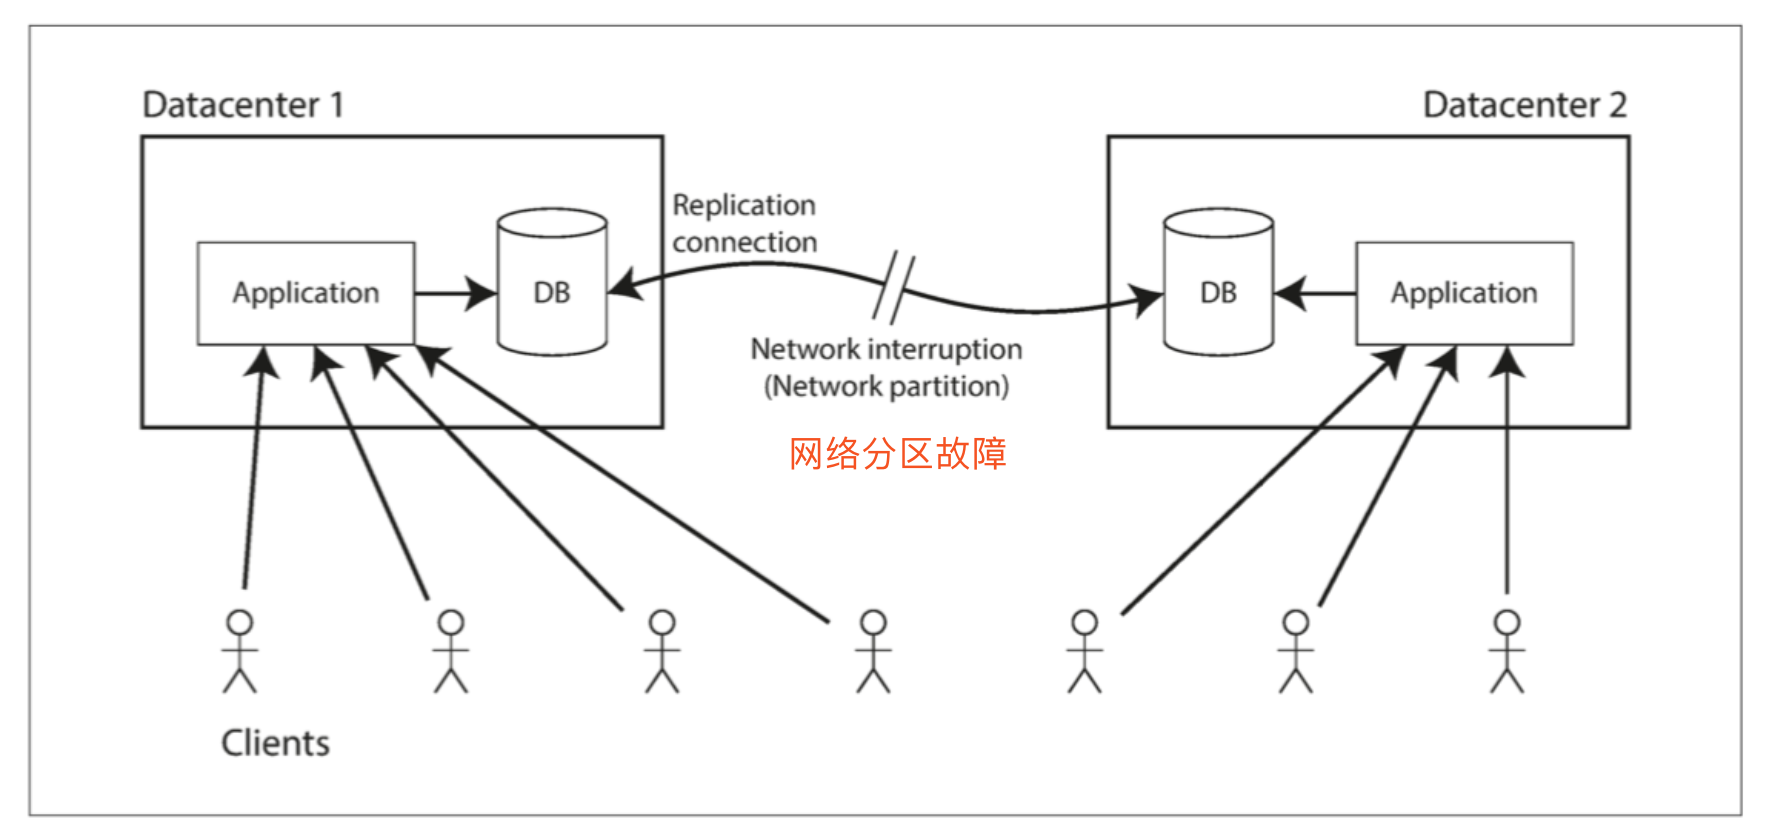 Datacenter 1
Datacenter 2
Replication
connection
Application
DB
DB
Application
Network interruption
(Network partition)
网络分区故障
Clients